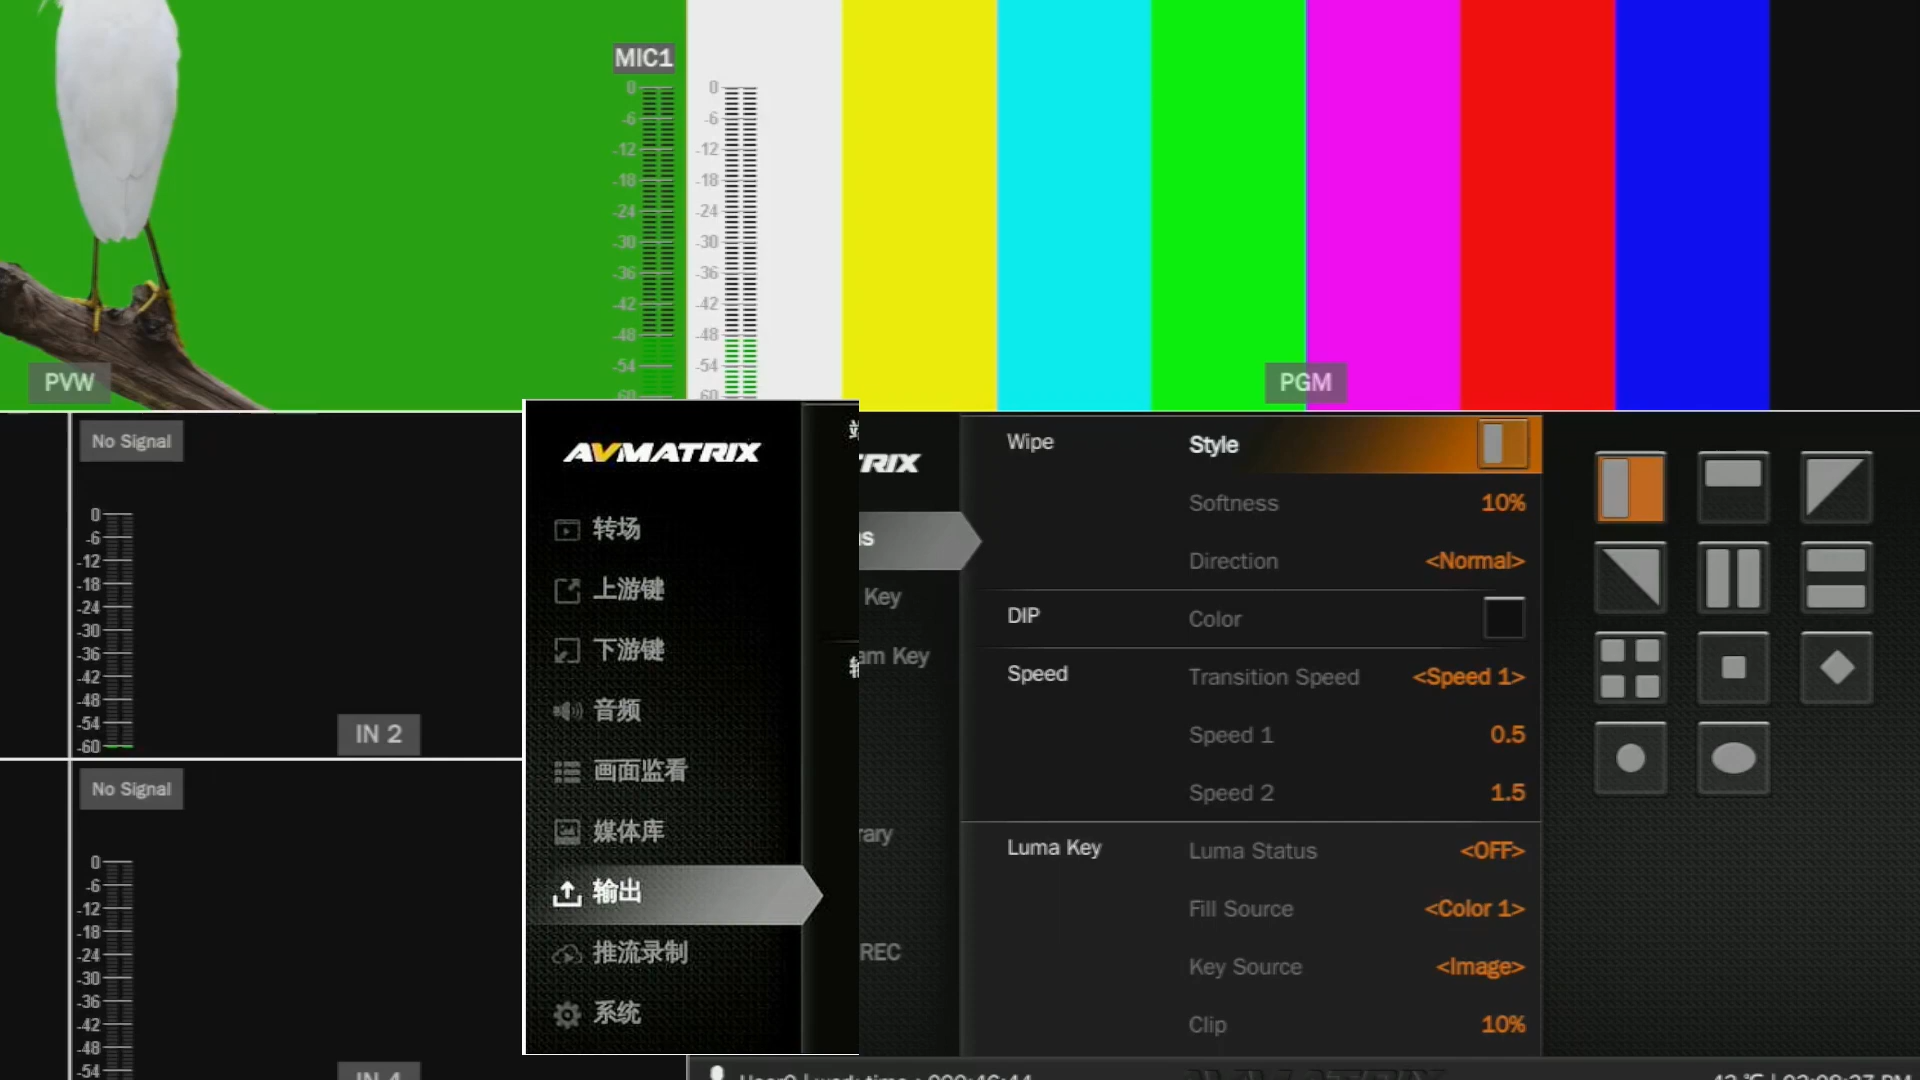 MIC1
0
-6
-12
-18
-24
-30
-36
-42
-48
-54
60
0
-6
-12
-18
-24
-30
-36
-42
-48
-54
60
PVW
PGM
No Signal
0
-6
-12
-18
-24
-30
-36
-42
-48
-54
-60
IN 2
No Signal
0
-6
-12
-18
-24
-30
-36
-42
-48
-54
IN 4
AVMATRIX
转场
上游键
下游键
音频
画面监看
媒体库
输出
推流录制
系统
RIX
s
Key
am Key
rary
REC
Wipe
Style
Softness 10%
Direction <Normal>
DIP
Color
Speed
Transition Speed <Speed 1>
Speed 1 0.5
Speed 2 1.5
Luma Key
Luma Status <OFF>
Fill Source <Color 1>
Key Source <Image>
Clip 10%